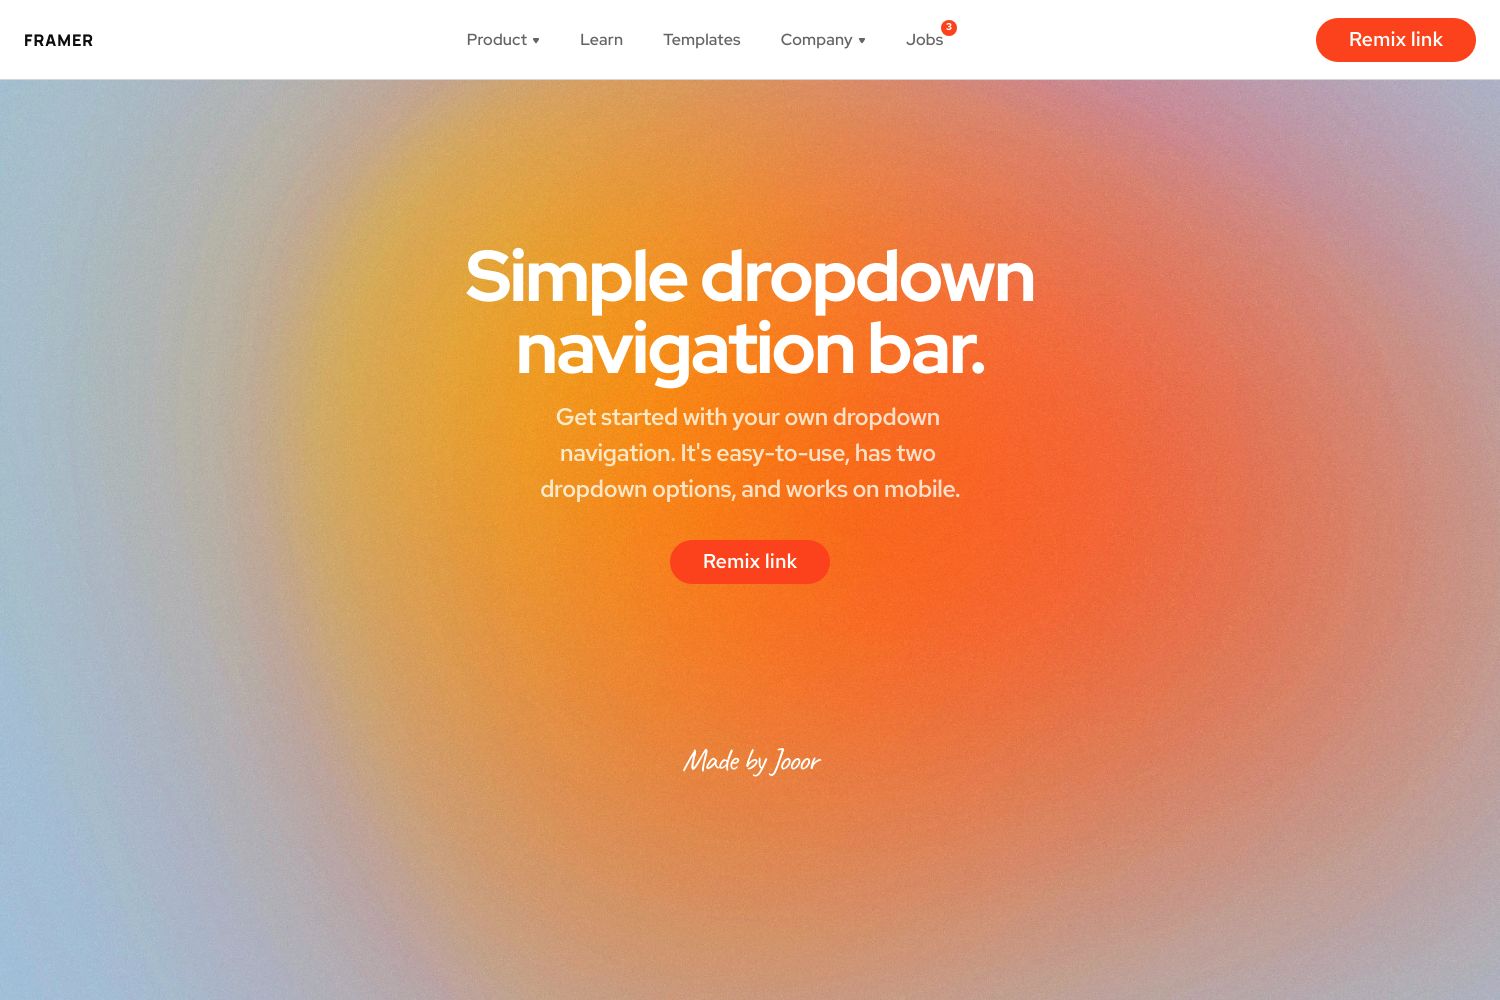 FRAMER
Product ▾
Learn
Templates
Company ▾
Jobs
3
Remix link
Simple dropdown
navigation bar.
Get started with your own dropdown
navigation. It's easy-to-use, has two
dropdown options, and works on mobile.
Remix link
Made by Jooor